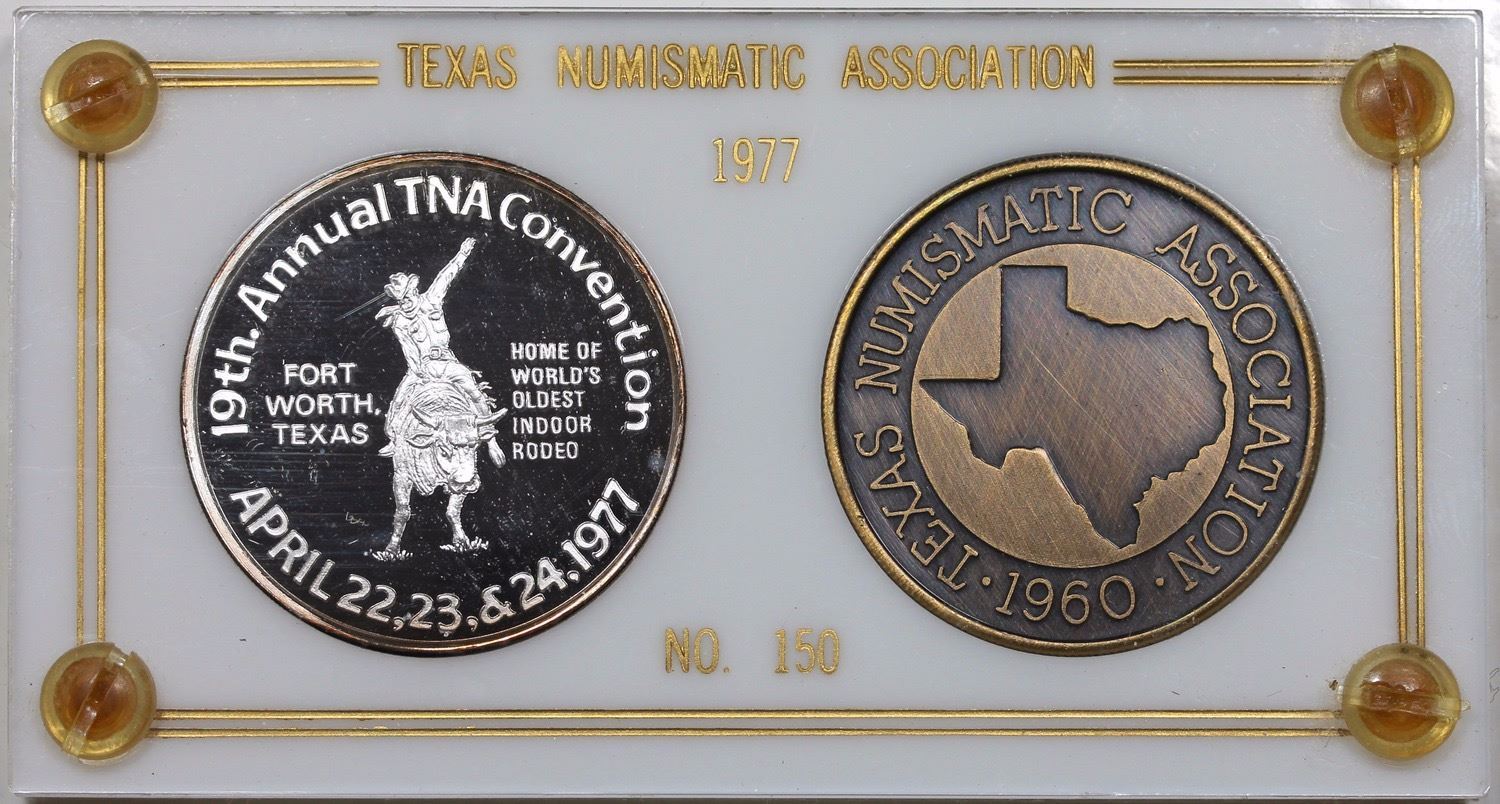 TEXAS NUMISMATIC ASSOCIATION
1977
19th. Annual TNA Convention
FORT
WORTH,
TEXAS
HOME OF
WORLD'S
OLDEST
INDOOR
RODEO
APRIL 22, 23, & 24, 1977
TEXAS NUMISMATIC ASSOCIATION
· 1960 ·
NO. 150